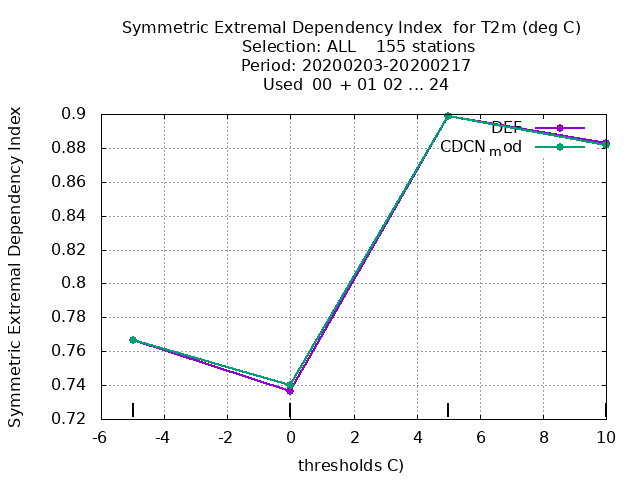 Symmetric Extremal Dependency Index  for T2m (deg C)
Selection: ALL    155 stations
Period: 20200203-20200217
Used  00 + 01 02 ... 24
Symmetric Extremal Dependency Index
0.9
0.88
0.86
0.84
0.82
0.8
0.78
0.76
0.74
0.72
DEF
CDCN_mod
-6 -4 -2 0 2 4 6 8 10
thresholds C)